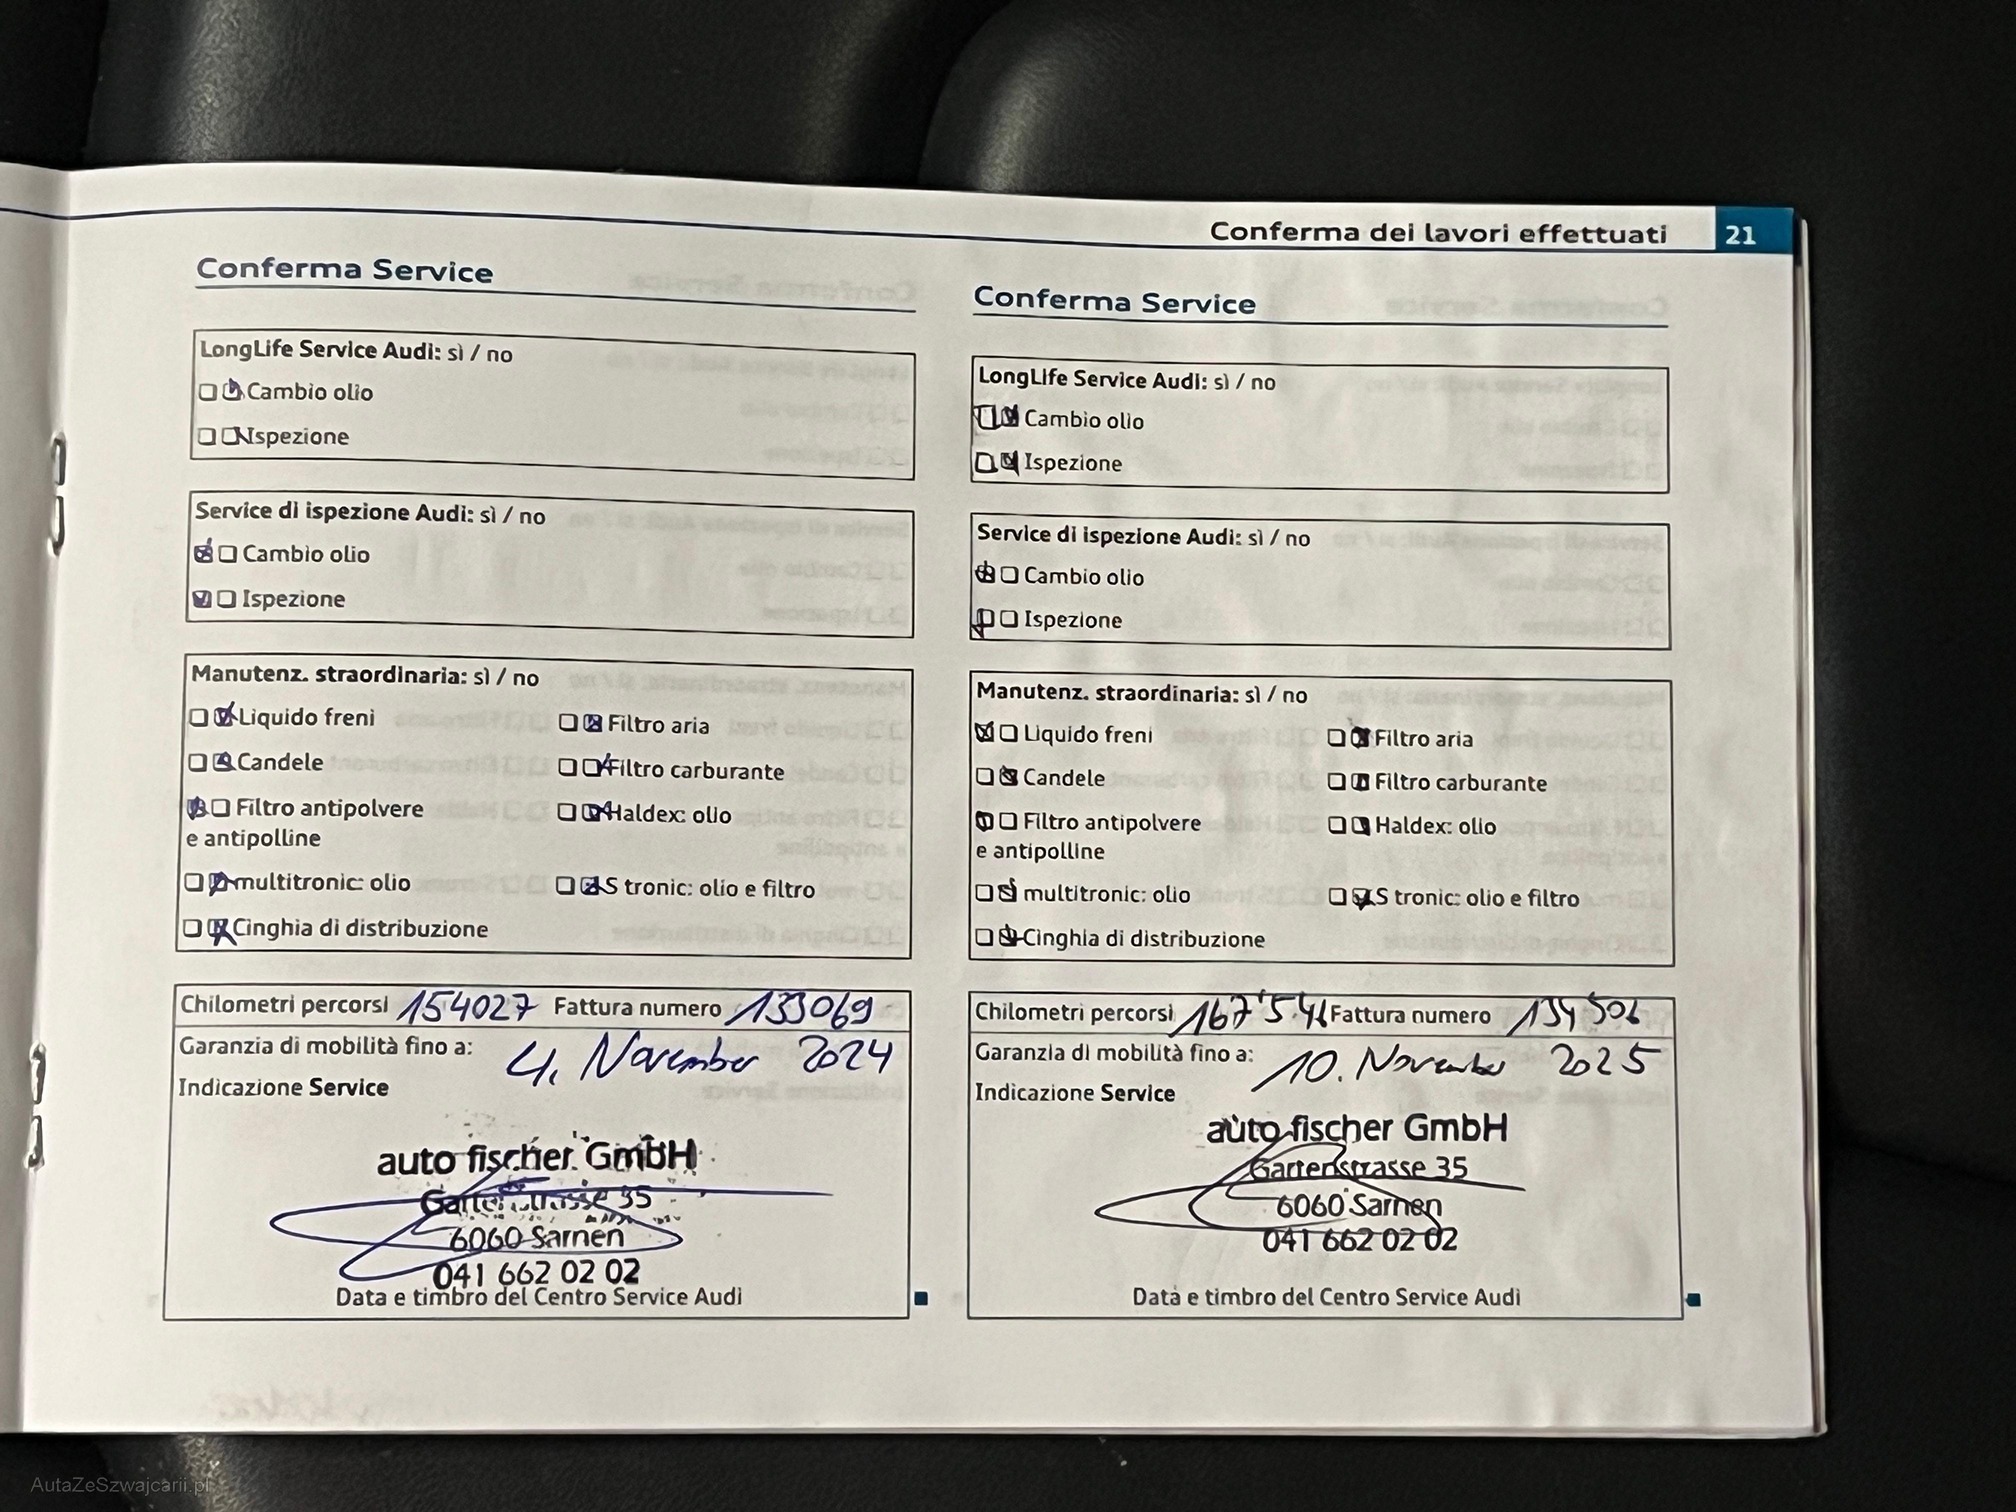 Conferma dei lavori effettuati 21
Conferma Service
LongLife Service Audi: sì / no
Cambio olio
Ispezione
Service di ispezione Audi: sì / no
Cambio olio
Ispezione
Manutenz. straordinaria: sì / no
Liquido freni Filtro aria
Candele Filtro carburante
Filtro antipolvere Haldex: olio
e antipolline
multitronic: olio S tronic: olio e filtro
Cinghia di distribuzione
Chilometri percorsi 154027 Fattura numero 133069
Garanzia di mobilità fino a: 4. November 2024
Indicazione Service
auto fischer GmbH
Gartenstrasse 35
6060 Sarnen
041 662 02 02
Data e timbro del Centro Service Audi
Conferma Service
LongLife Service Audi: sì / no
Cambio olio
Ispezione
Service di ispezione Audi: sì / no
Cambio olio
Ispezione
Manutenz. straordinaria: sì / no
Liquido freni Filtro aria
Candele Filtro carburante
Filtro antipolvere Haldex: olio
e antipolline
multitronic: olio S tronic: olio e filtro
Cinghia di distribuzione
Chilometri percorsi 167'541 Fattura numero 134506
Garanzia di mobilità fino a: 10. November 2025
Indicazione Service
auto fischer GmbH
Gartenstrasse 35
6060 Sarnen
041 662 02 02
Data e timbro del Centro Service Audi
AutaZeSzwajcarii.pl